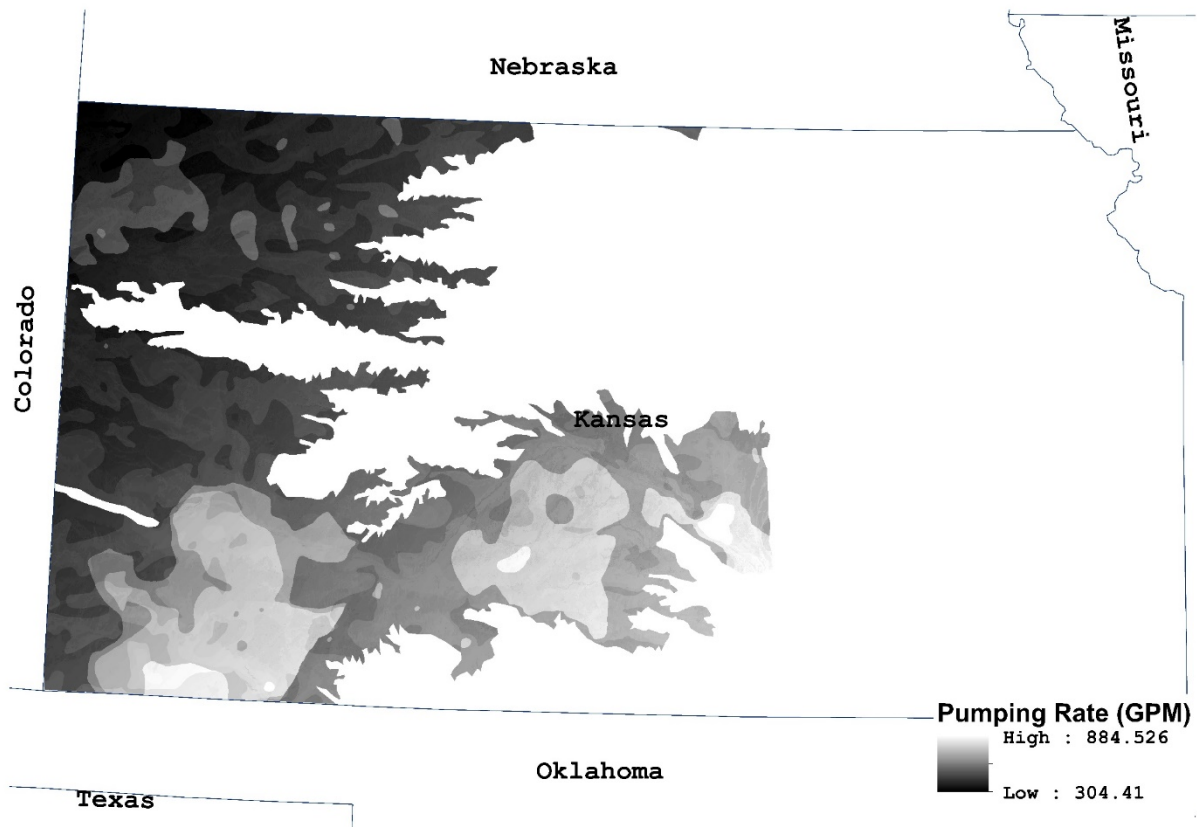 Nebraska
Missouri
Colorado
Kansas
Pumping Rate (GPM)
High : 884.526
Low : 304.41
Oklahoma
Texas